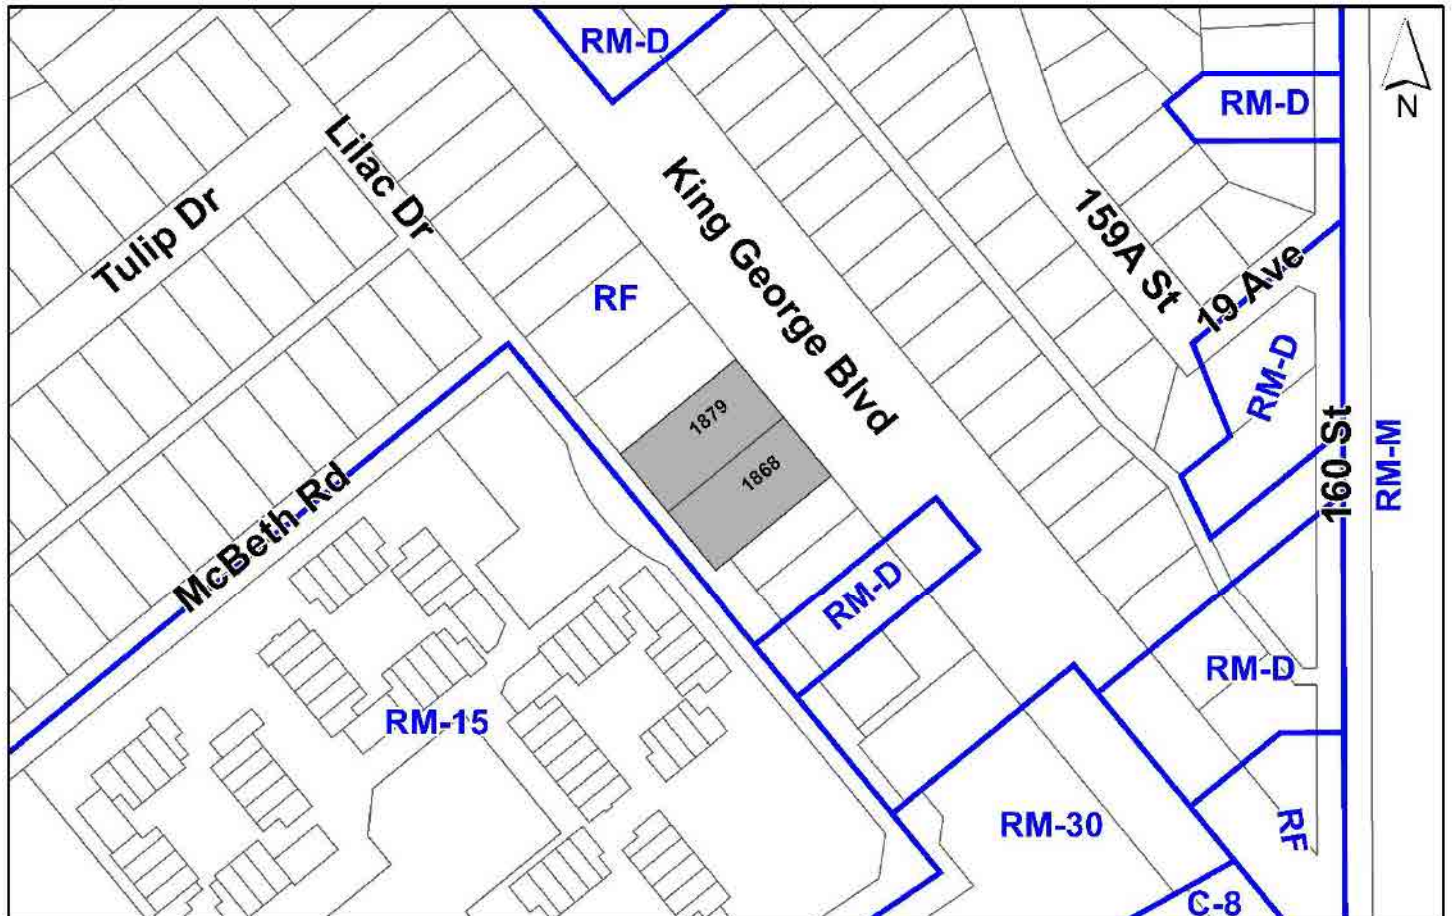 RM-D
RM-D
N
Lilac Dr
Tulip Dr
King George Blvd
159A St
19 Ave
RF
RM-D
1879
1868
160 St
RM-M
McBeth Rd
RM-D
RM-D
RM-15
RM-30
RF
C-8